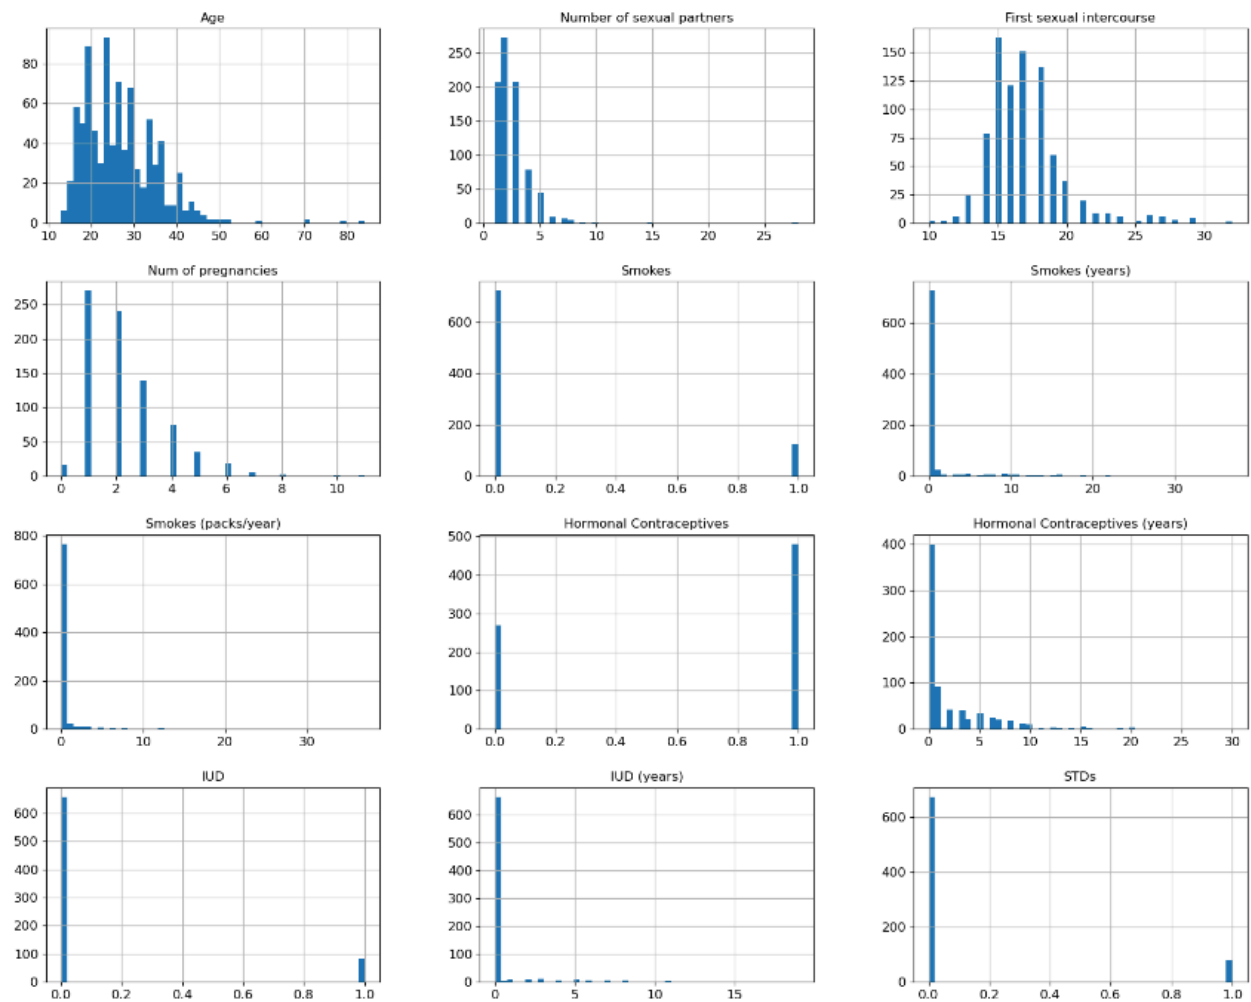 Age
80
60
40
20
0
10 20 30 40 50 60 70 80
Number of sexual partners
250
200
150
100
50
0
0 5 10 15 20 25
First sexual intercourse
150
125
100
75
50
25
0
10 15 20 25 30
Num of pregnancies
250
200
150
100
50
0
0 2 4 6 8 10
Smokes
600
400
200
0
0.0 0.2 0.4 0.6 0.8 1.0
Smokes (years)
600
400
200
0
0 10 20 30
Smokes (packs/year)
800
600
400
200
0
0 10 20 30
Hormonal Contraceptives
500
400
300
200
100
0
0.0 0.2 0.4 0.6 0.8 1.0
Hormonal Contraceptives (years)
400
300
200
100
0
0 5 10 15 20 25 30
IUD
600
500
400
300
200
100
0
0.0 0.2 0.4 0.6 0.8 1.0
IUD (years)
600
500
400
300
200
100
0
0 5 10 15
STDs
600
400
200
0
0.0 0.2 0.4 0.6 0.8 1.0